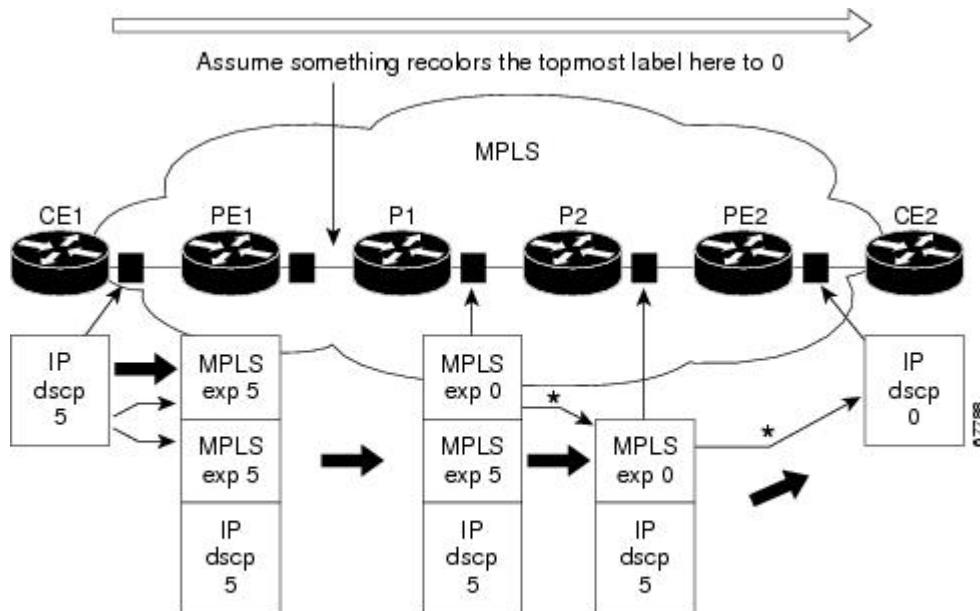 Assume something recolors the topmost label here to 0
MPLS
CE1
PE1
P1
P2
PE2
CE2
IP
dscp
5
MPLS
exp 5
MPLS
exp 5
IP
dscp
5
MPLS
exp 0
MPLS
exp 5
IP
dscp
5
*
MPLS
exp 0
IP
dscp
5
*
IP
dscp
0